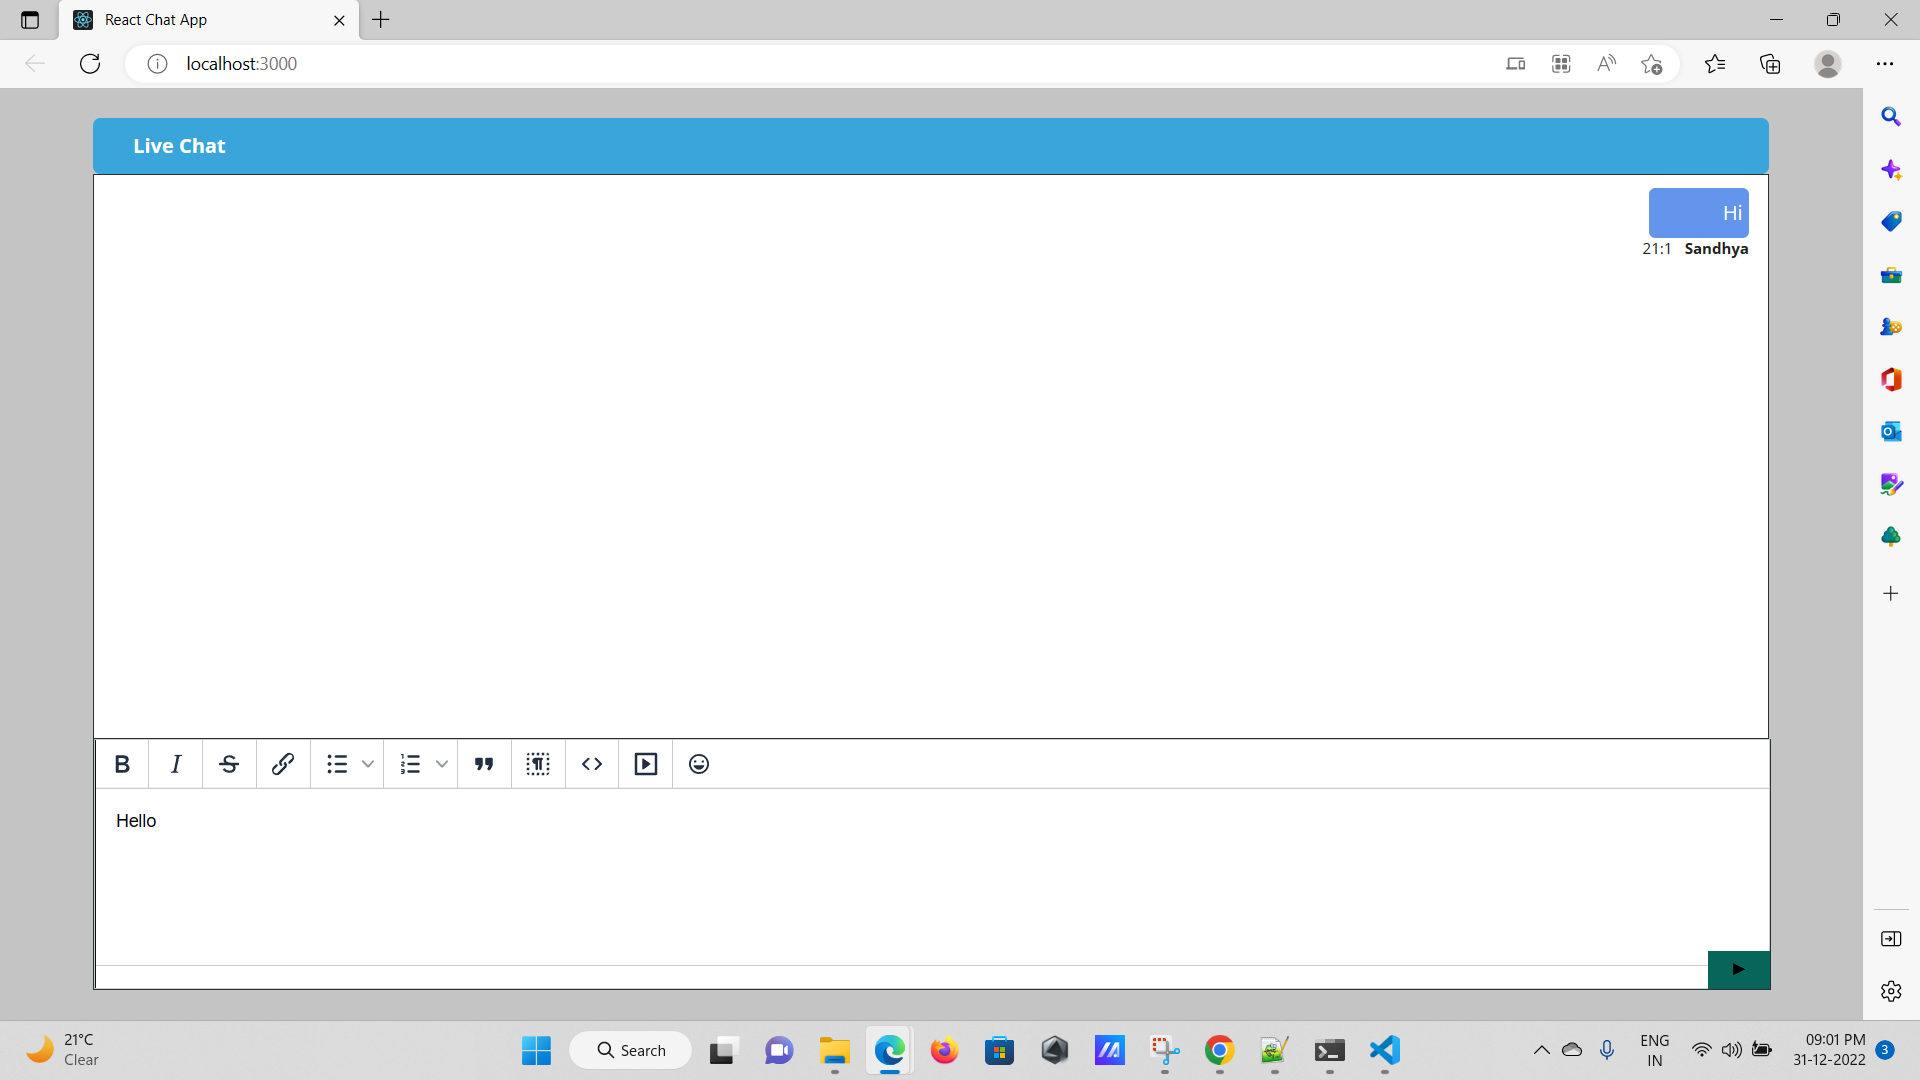 React Chat App
localhost:3000
Live Chat
Hi
21:1 Sandhya
Hello
21°C
Clear
Search
ENG
IN
09:01 PM
31-12-2022
3